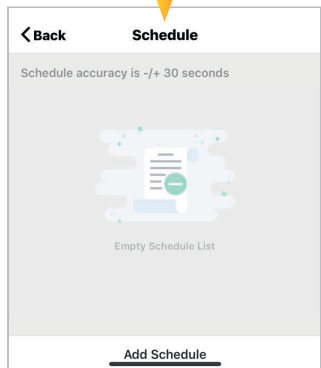 Back Schedule
Schedule accuracy is -/+ 30 seconds
Empty Schedule List
Add Schedule